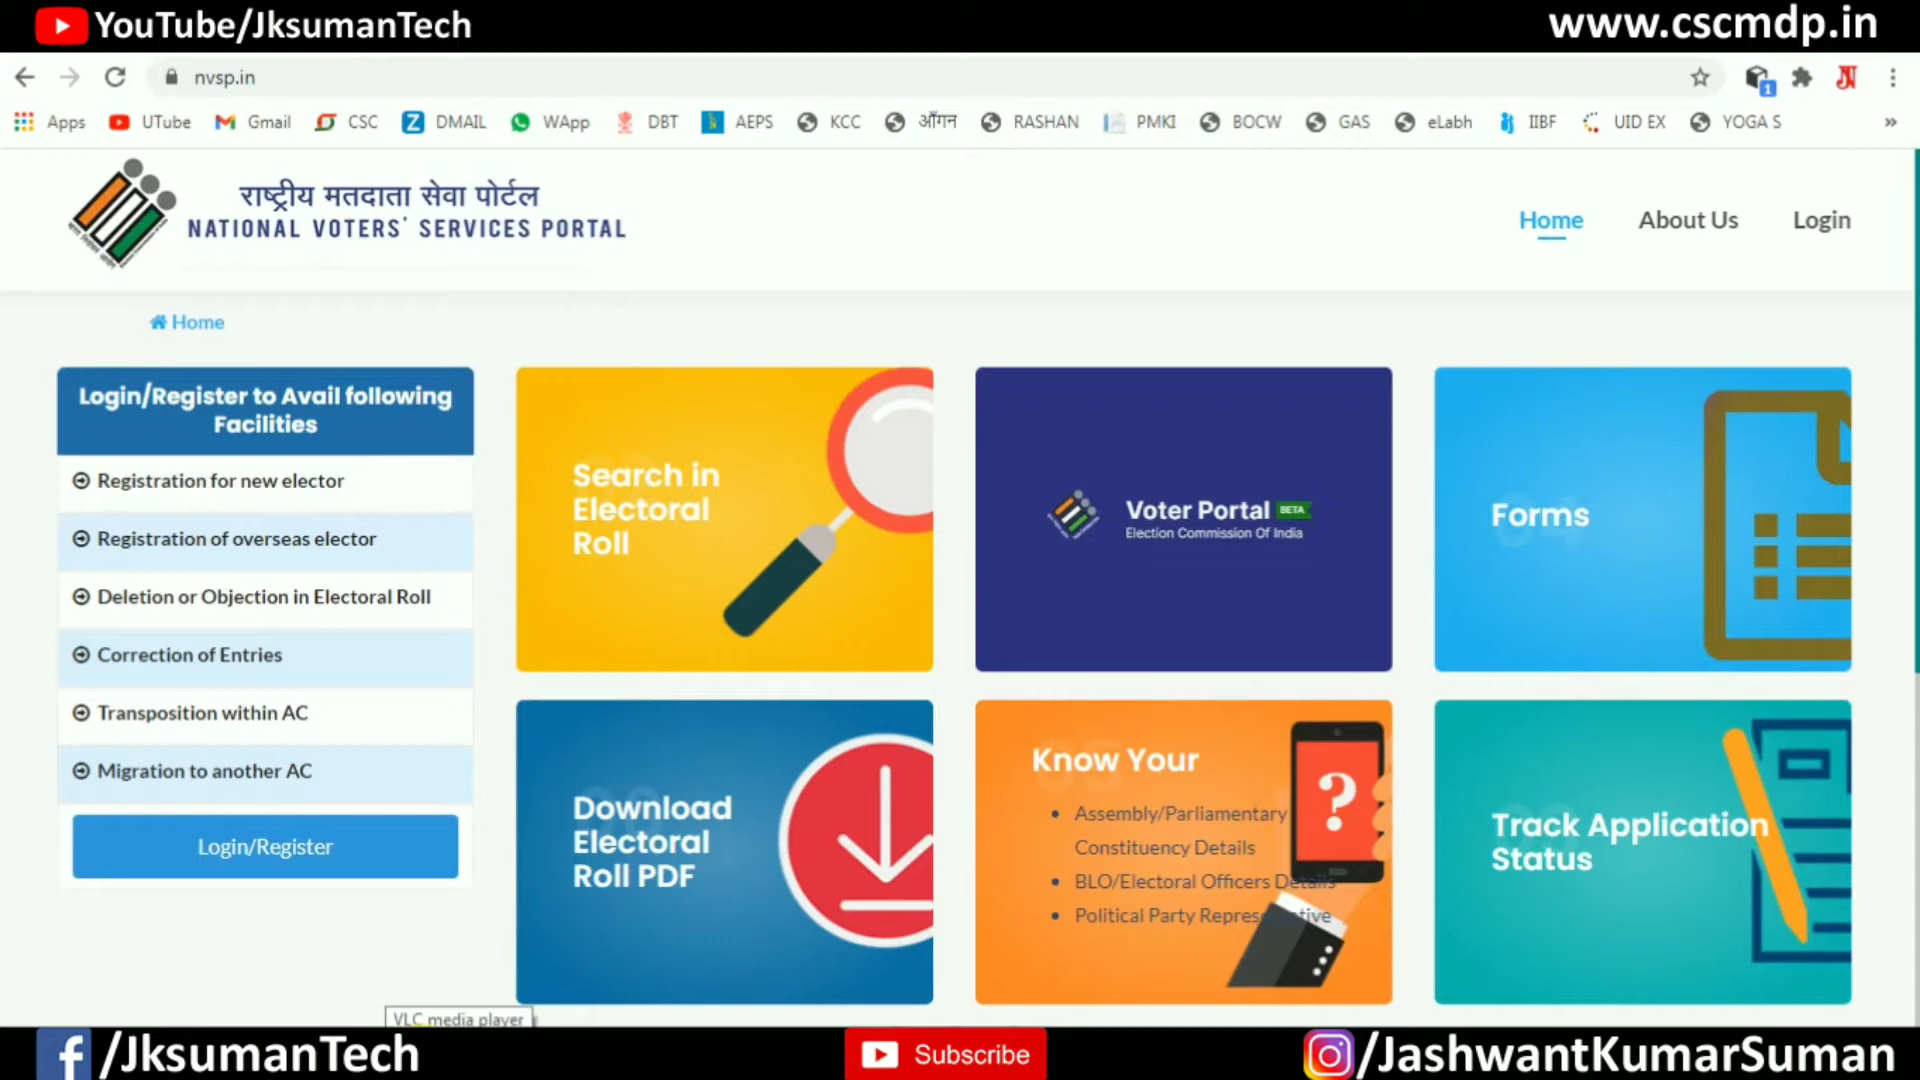 YouTube/JksumanTech
www.cscmdp.in
nvsp.in
1
Apps UTube Gmail CSC DMAIL WApp DBT AEPS KCC आँगन RASHAN PMKI BOCW GAS eLabh IIBF UID EX YOGA S »
राष्ट्रीय मतदाता सेवा पोर्टल
NATIONAL VOTERS' SERVICES PORTAL
Home About Us Login
Home
Login/Register to Avail following
Facilities
Registration for new elector
Registration of overseas elector
Deletion or Objection in Electoral Roll
Correction of Entries
Transposition within AC
Migration to another AC
Login/Register
Search in
Electoral
Roll
Voter Portal BETA
Election Commission Of India
Forms
Download
Electoral
Roll PDF
Know Your
• Assembly/Parliamentary
Constituency Details
• BLO/Electoral Officers Details
• Political Party
?
Track Application
Status
VLC media player
/JksumanTech
Subscribe
/JashwantKumarSuman